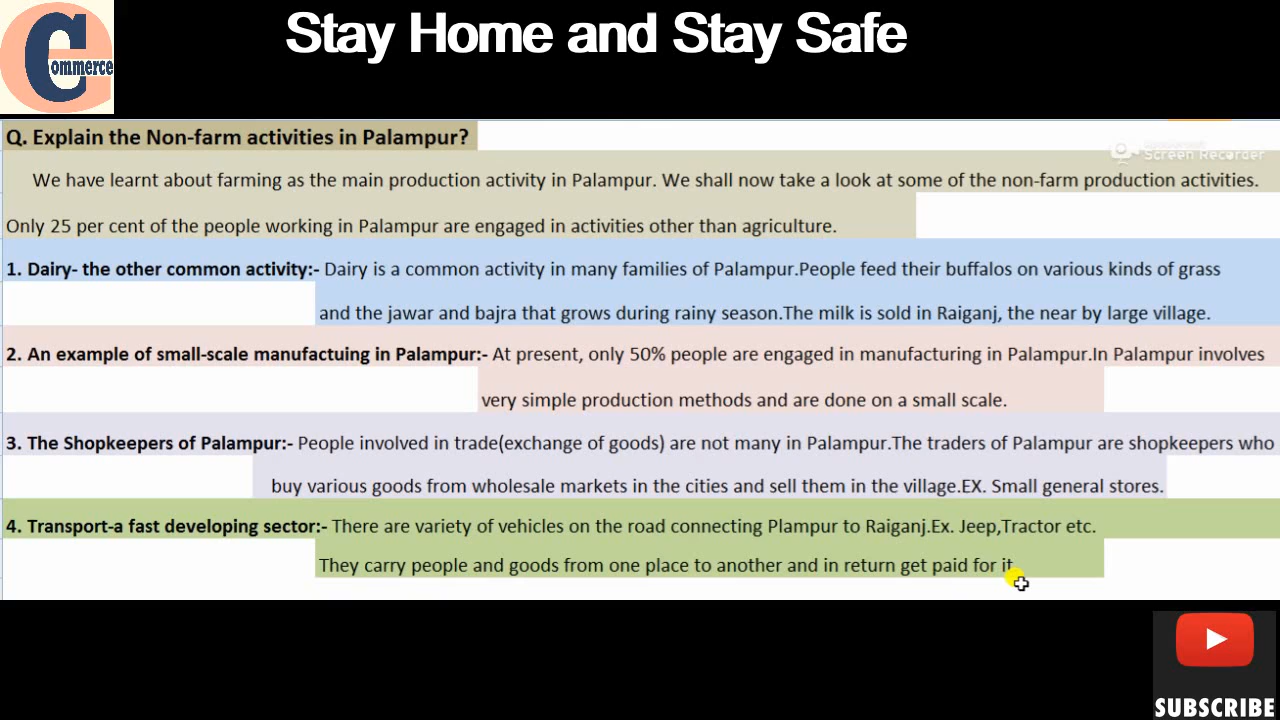 Stay Home and Stay Safe
Commerce
Q. Explain the Non-farm activities in Palampur?
Screen Recorder
We have learnt about farming as the main production activity in Palampur. We shall now take a look at some of the non-farm production activities.
Only 25 per cent of the people working in Palampur are engaged in activities other than agriculture.
1. Dairy- the other common activity:- Dairy is a common activity in many families of Palampur.People feed their buffalos on various kinds of grass
and the jawar and bajra that grows during rainy season.The milk is sold in Raiganj, the near by large village.
2. An example of small-scale manufactuing in Palampur:- At present, only 50% people are engaged in manufacturing in Palampur.In Palampur involves
very simple production methods and are done on a small scale.
3. The Shopkeepers of Palampur:- People involved in trade(exchange of goods) are not many in Palampur.The traders of Palampur are shopkeepers who
buy various goods from wholesale markets in the cities and sell them in the village.EX. Small general stores.
4. Transport-a fast developing sector:- There are variety of vehicles on the road connecting Plampur to Raiganj.Ex. Jeep,Tractor etc.
They carry people and goods from one place to another and in return get paid for it
SUBSCRIBE